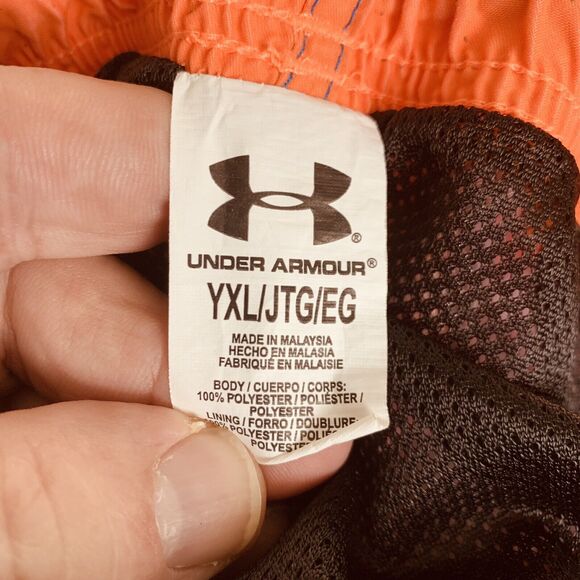 UNDER ARMOUR®
YXL/JTG/EG
MADE IN MALAYSIA
HECHO EN MALASIA
FABRIQUÉ EN MALAISIE
BODY / CUERPO / CORPS:
100% POLYESTER / POLIÉSTER /
POLYESTER
LINING / FORRO / DOUBLURE:
POLYESTER /